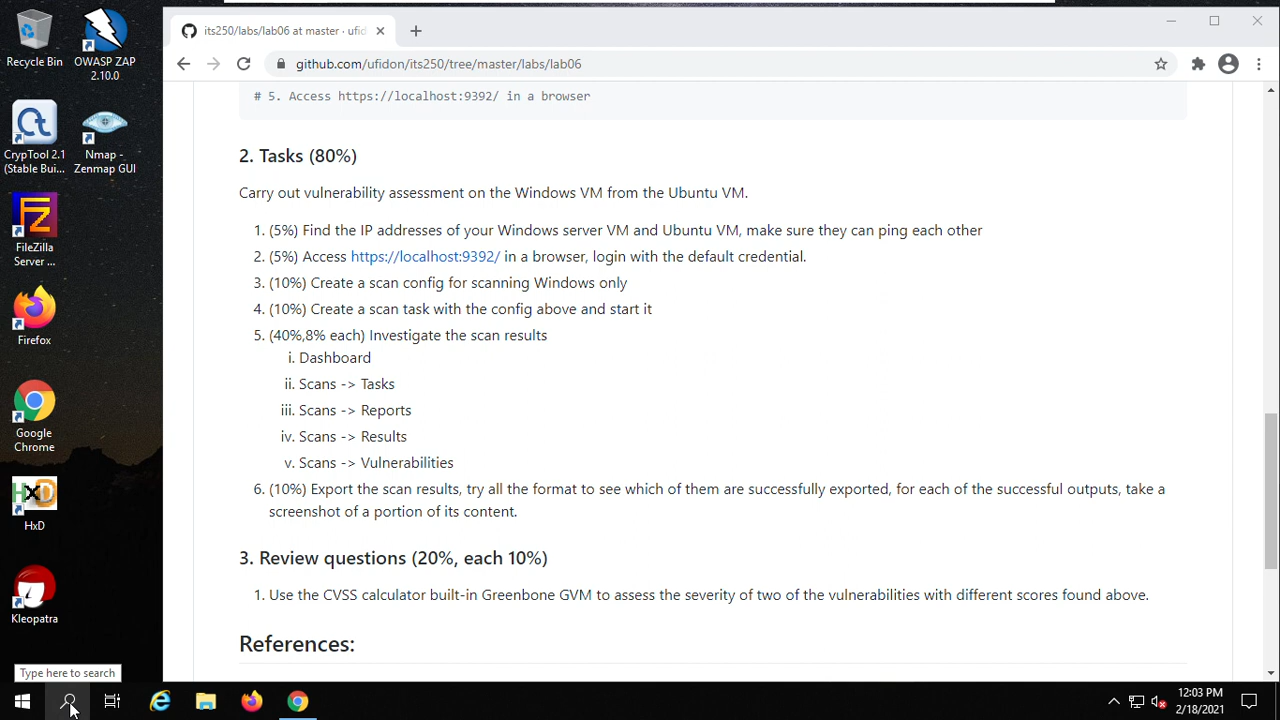 Recycle Bin
OWASP ZAP
2.10.0
CrypTool 2.1
(Stable Bui...
Nmap -
Zenmap GUI
FileZilla
Server ...
Firefox
Google
Chrome
HxD
HxD
Kleopatra
Type here to search
its250/labs/lab06 at master · ufid
github.com/ufidon/its250/tree/master/labs/lab06
# 5. Access https://localhost:9392/ in a browser
2. Tasks (80%)
Carry out vulnerability assessment on the Windows VM from the Ubuntu VM.
1. (5%) Find the IP addresses of your Windows server VM and Ubuntu VM, make sure they can ping each other
2. (5%) Access https://localhost:9392/ in a browser, login with the default credential.
3. (10%) Create a scan config for scanning Windows only
4. (10%) Create a scan task with the config above and start it
5. (40%,8% each) Investigate the scan results
i. Dashboard
ii. Scans -> Tasks
iii. Scans -> Reports
iv. Scans -> Results
v. Scans -> Vulnerabilities
6. (10%) Export the scan results, try all the format to see which of them are successfully exported, for each of the successful outputs, take a
screenshot of a portion of its content.
3. Review questions (20%, each 10%)
1. Use the CVSS calculator built-in Greenbone GVM to assess the severity of two of the vulnerabilities with different scores found above.
References:
12:03 PM
2/18/2021